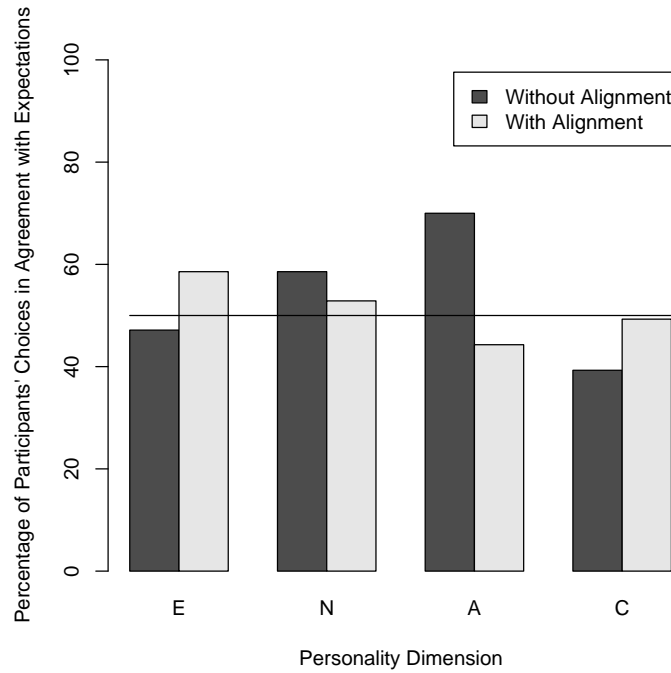 Percentage of Participants' Choices in Agreement with Expectations
100
80
60
40
20
0
Without Alignment
With Alignment
E N A C
Personality Dimension